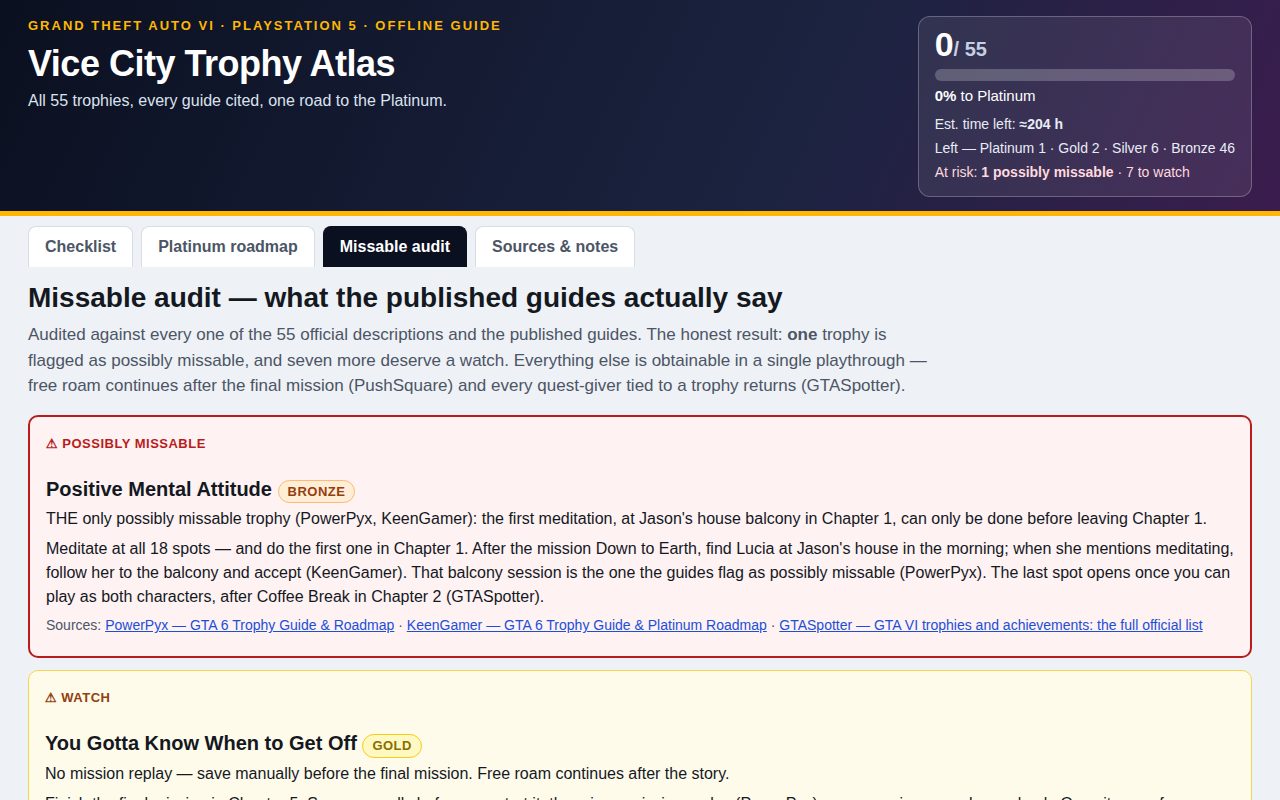 GRAND THEFT AUTO VI · PLAYSTATION 5 · OFFLINE GUIDE
Vice City Trophy Atlas
All 55 trophies, every guide cited, one road to the Platinum.
0/ 55
0% to Platinum
Est. time left: ≈204 h
Left — Platinum 1 · Gold 2 · Silver 6 · Bronze 46
At risk: 1 possibly missable · 7 to watch
Checklist
Platinum roadmap
Missable audit
Sources & notes
Missable audit — what the published guides actually say
Audited against every one of the 55 official descriptions and the published guides. The honest result: one trophy is
flagged as possibly missable, and seven more deserve a watch. Everything else is obtainable in a single playthrough —
free roam continues after the final mission (PushSquare) and every quest-giver tied to a trophy returns (GTASpotter).
⚠ POSSIBLY MISSABLE
Positive Mental Attitude BRONZE
THE only possibly missable trophy (PowerPyx, KeenGamer): the first meditation, at Jason's house balcony in Chapter 1, can only be done before leaving Chapter 1.
Meditate at all 18 spots — and do the first one in Chapter 1. After the mission Down to Earth, find Lucia at Jason's house in the morning; when she mentions meditating,
follow her to the balcony and accept (KeenGamer). That balcony session is the one the guides flag as possibly missable (PowerPyx). The last spot opens once you can
play as both characters, after Coffee Break in Chapter 2 (GTASpotter).
Sources: PowerPyx — GTA 6 Trophy Guide & Roadmap · KeenGamer — GTA 6 Trophy Guide & Platinum Roadmap · GTASpotter — GTA VI trophies and achievements: the full official list
⚠ WATCH
You Gotta Know When to Get Off GOLD
No mission replay — save manually before the final mission. Free roam continues after the story.